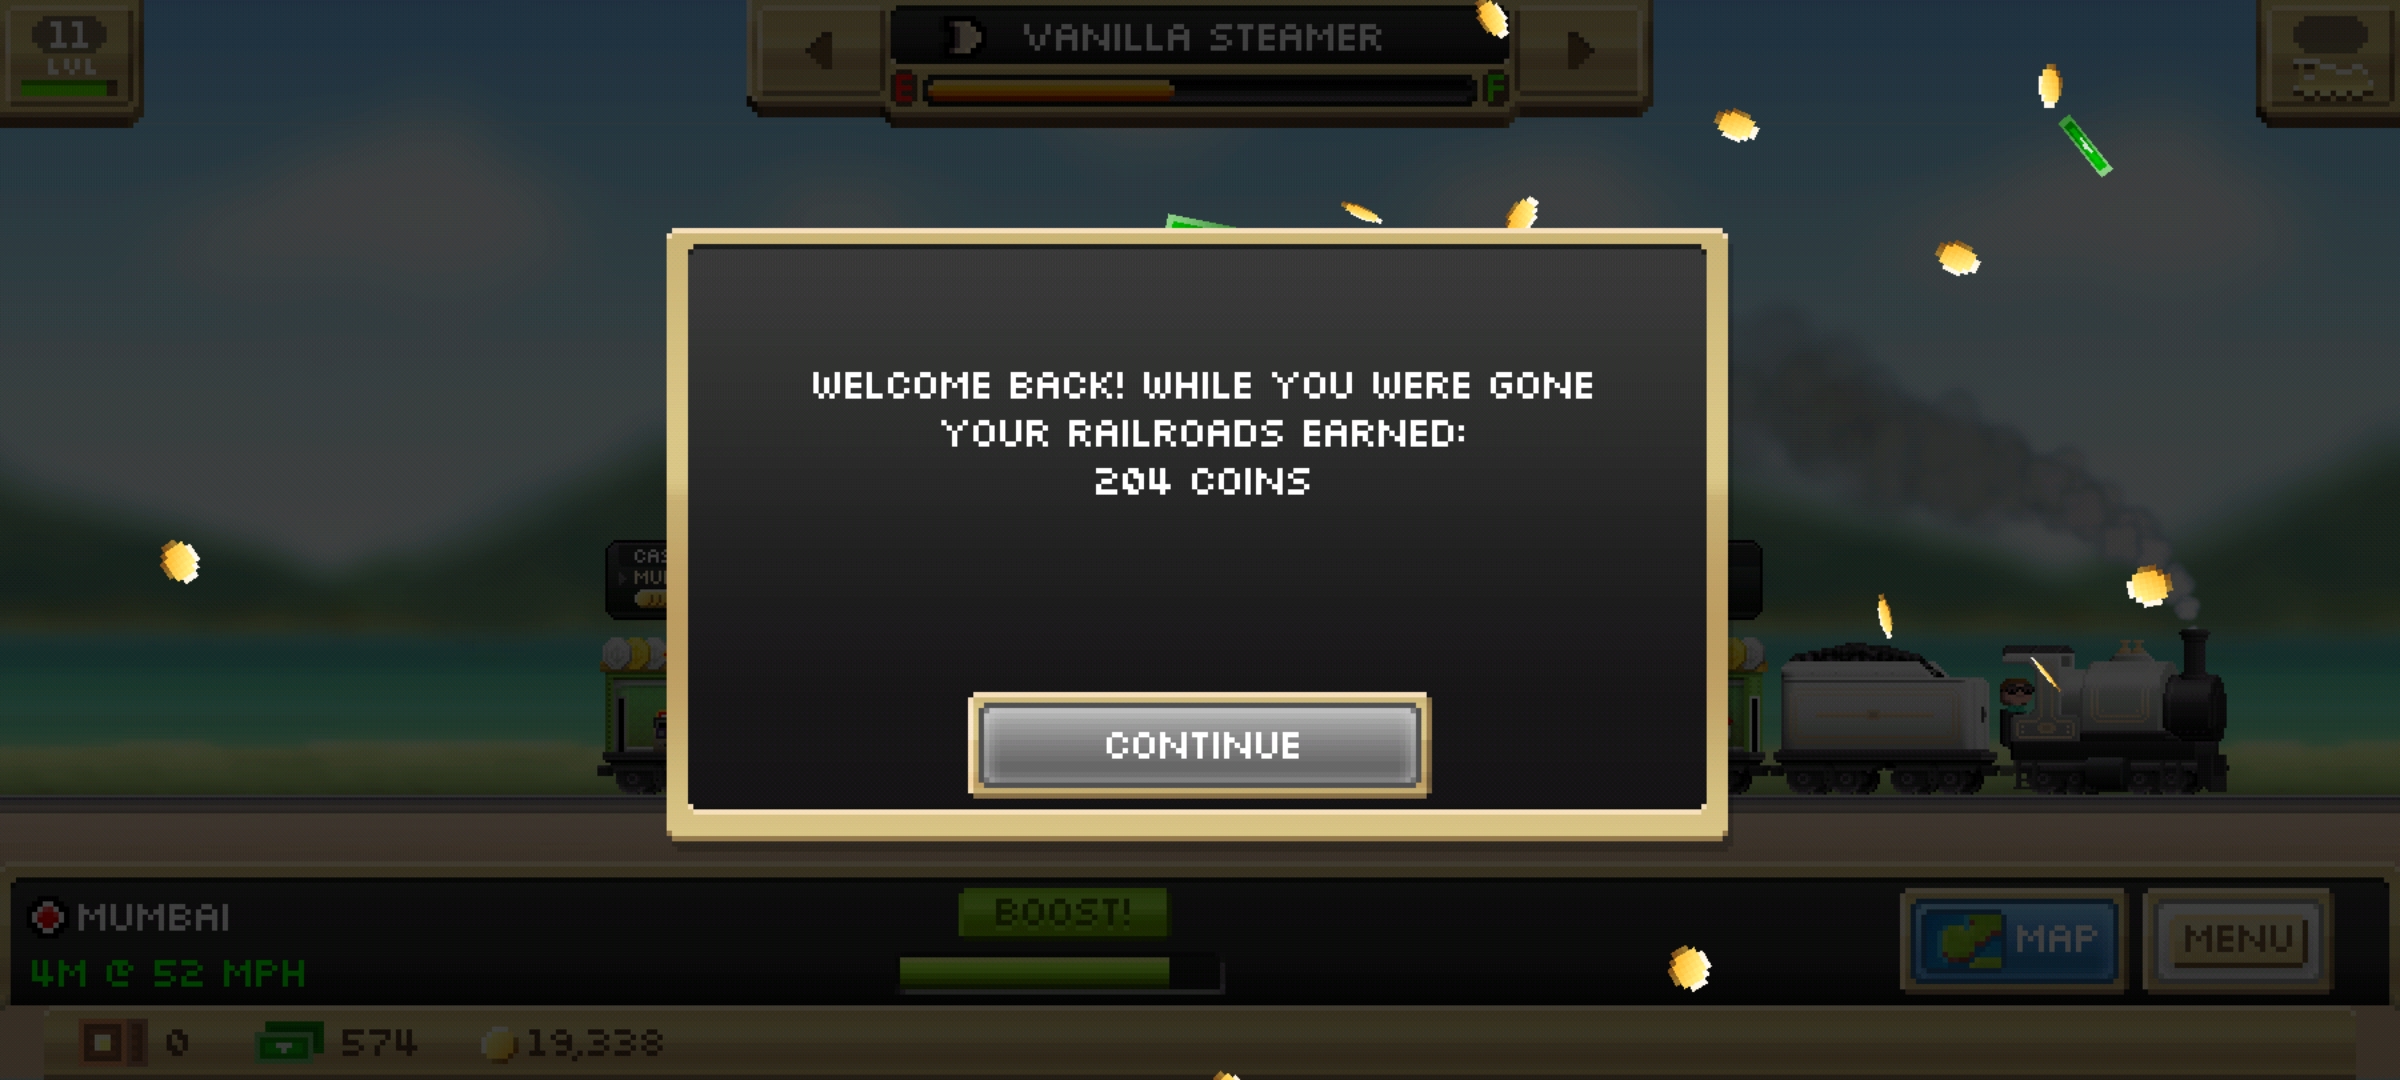 11
LVL
VANILLA STEAMER
E
F
WELCOME BACK! WHILE YOU WERE GONE
YOUR RAILROADS EARNED:
204 COINS
CONTINUE
MUMBAI
4M @ 52 MPH
BOOST!
MAP
MENU
0
574
19,338